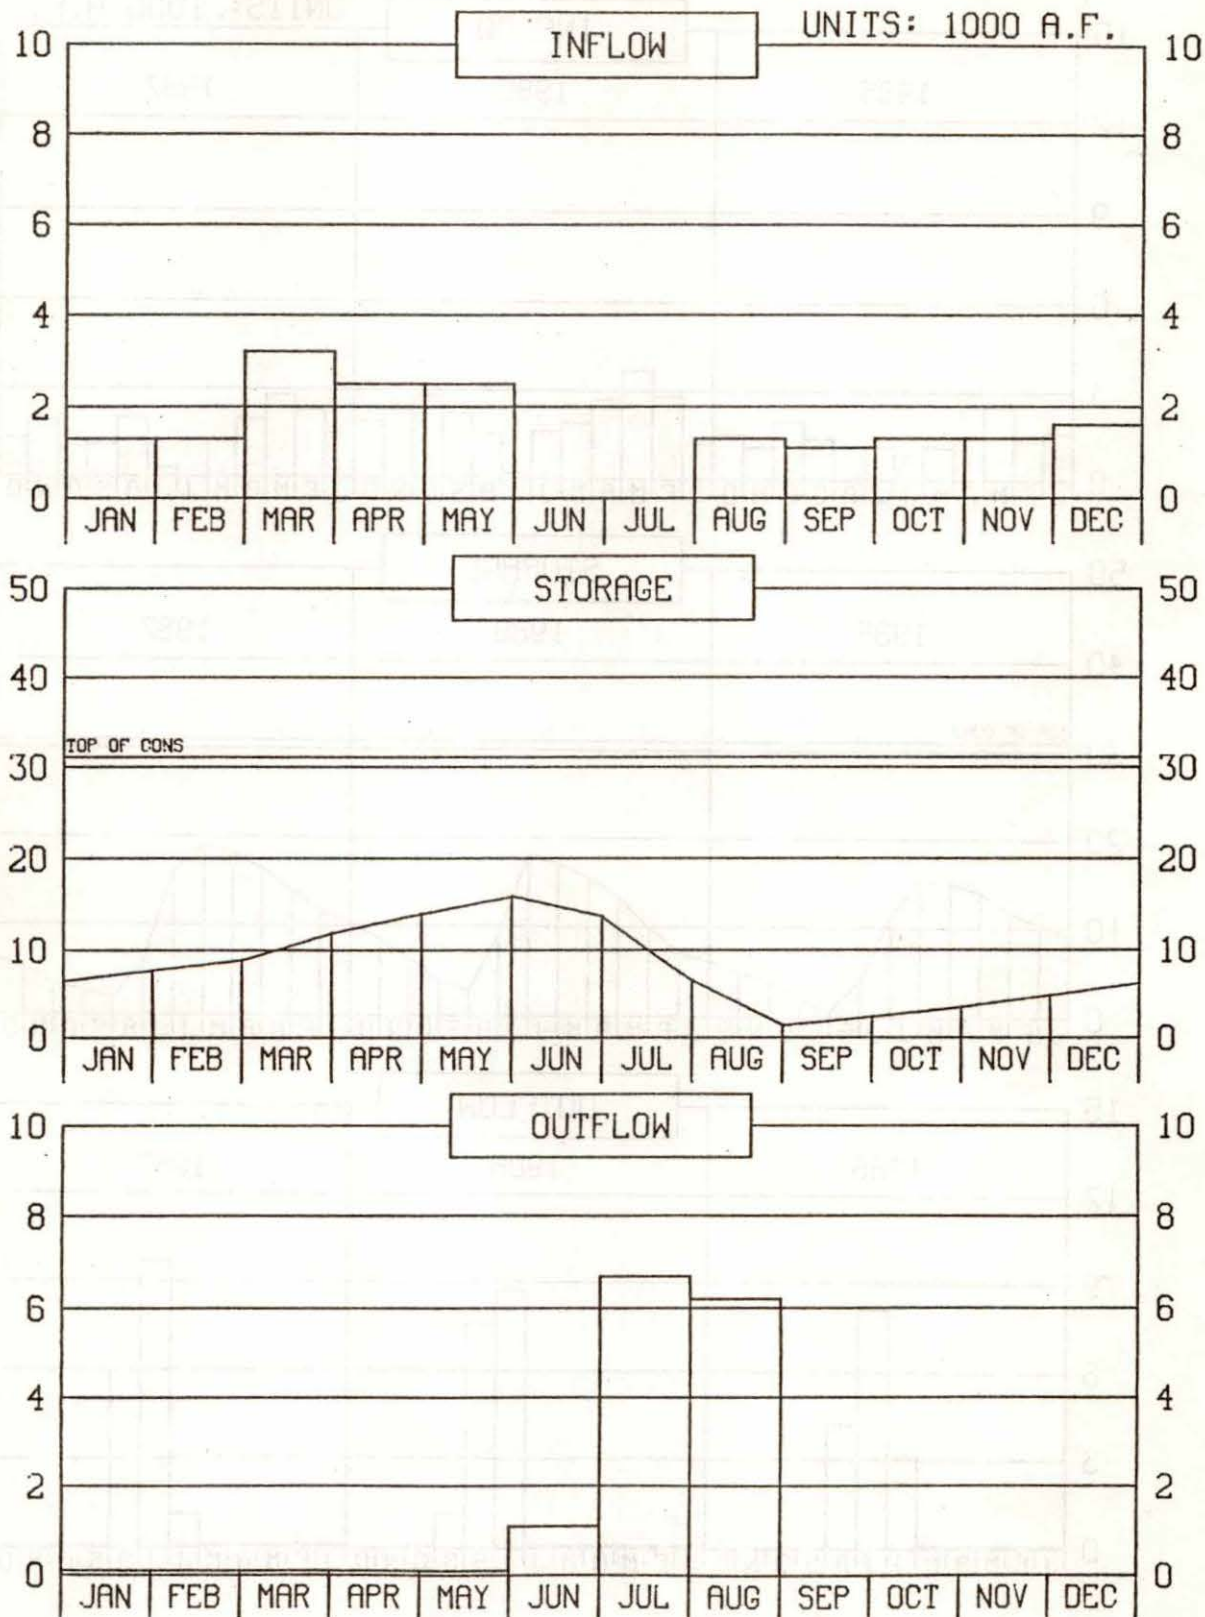 INFLOW UNITS: 1000 A.F.
10 10
8 8
6 6
4 4
2 2
0 0
JAN FEB MAR APR MAY JUN JUL AUG SEP OCT NOV DEC
STORAGE
50 50
40 40
TOP OF CONS
30 30
20 20
10 10
0 0
JAN FEB MAR APR MAY JUN JUL AUG SEP OCT NOV DEC
OUTFLOW
10 10
8 8
6 6
4 4
2 2
0 0
JAN FEB MAR APR MAY JUN JUL AUG SEP OCT NOV DEC